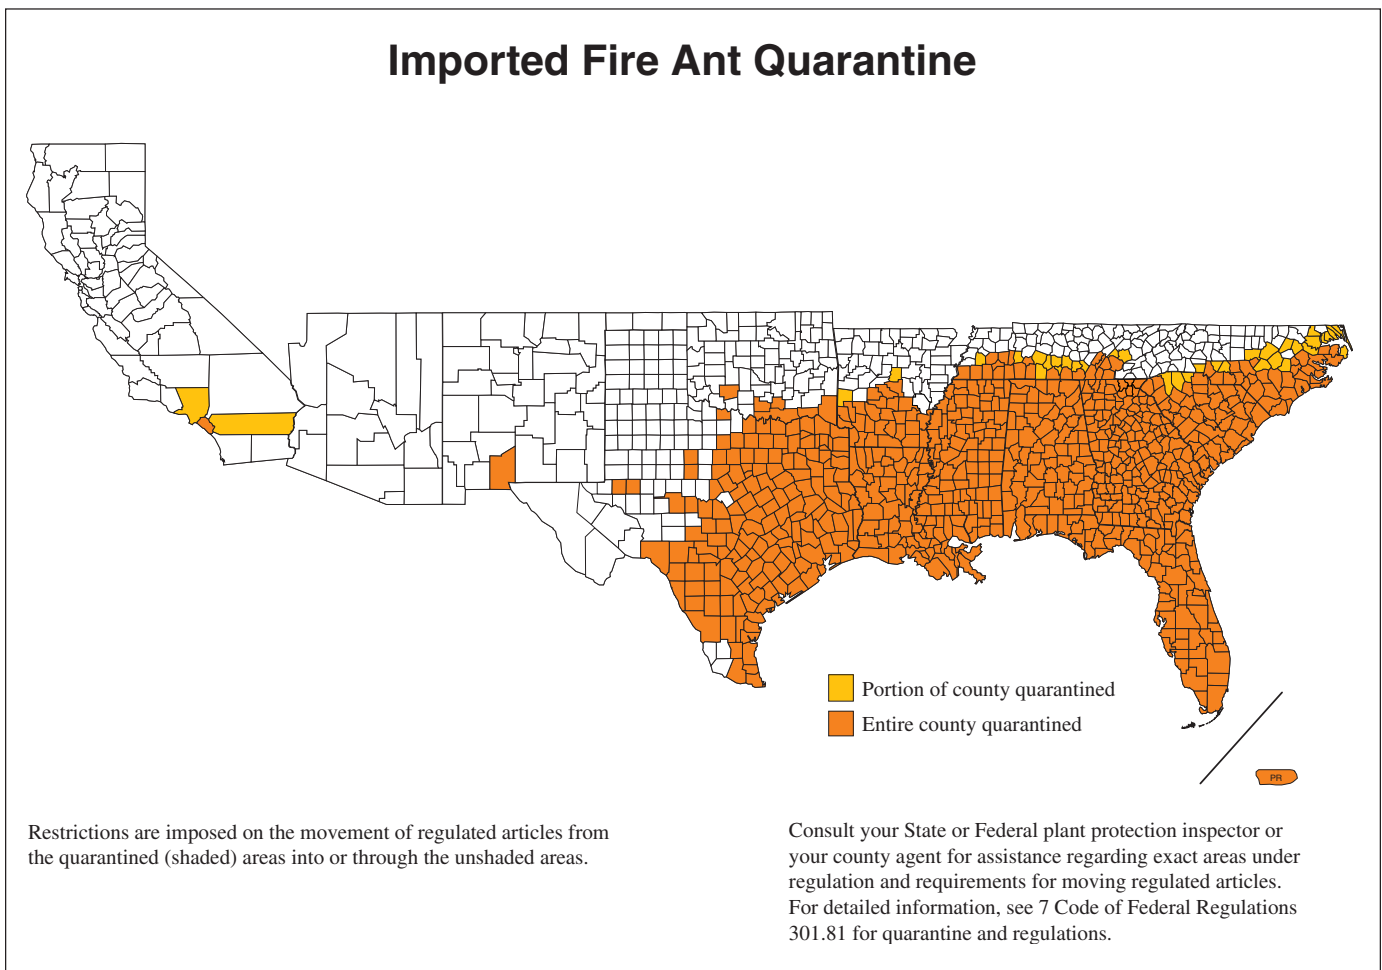 Imported Fire Ant Quarantine
Portion of county quarantined
Entire county quarantined
PR
Restrictions are imposed on the movement of regulated articles from
the quarantined (shaded) areas into or through the unshaded areas.
Consult your State or Federal plant protection inspector or
your county agent for assistance regarding exact areas under
regulation and requirements for moving regulated articles.
For detailed information, see 7 Code of Federal Regulations
301.81 for quarantine and regulations.